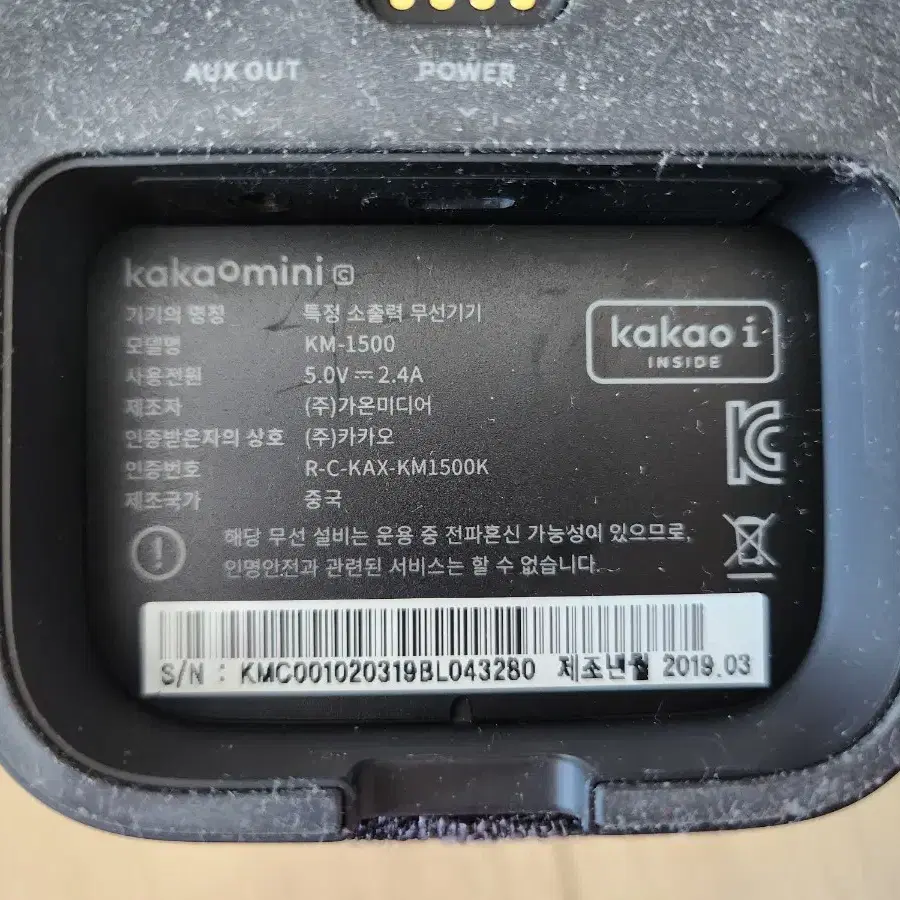 AUX OUT POWER
kakaomini C
기기의 명칭 특정 소출력 무선기기
모델명 KM-1500
사용전원 5.0V ⎓ 2.4A
제조자 (주)가온미디어
인증받은자의 상호 (주)카카오
인증번호 R-C-KAX-KM1500K
제조국가 중국
kakao i
INSIDE
해당 무선 설비는 운용 중 전파혼신 가능성이 있으므로,
인명안전과 관련된 서비스는 할 수 없습니다.
S/N : KMC001020319BL043280 제조년월 2019.03